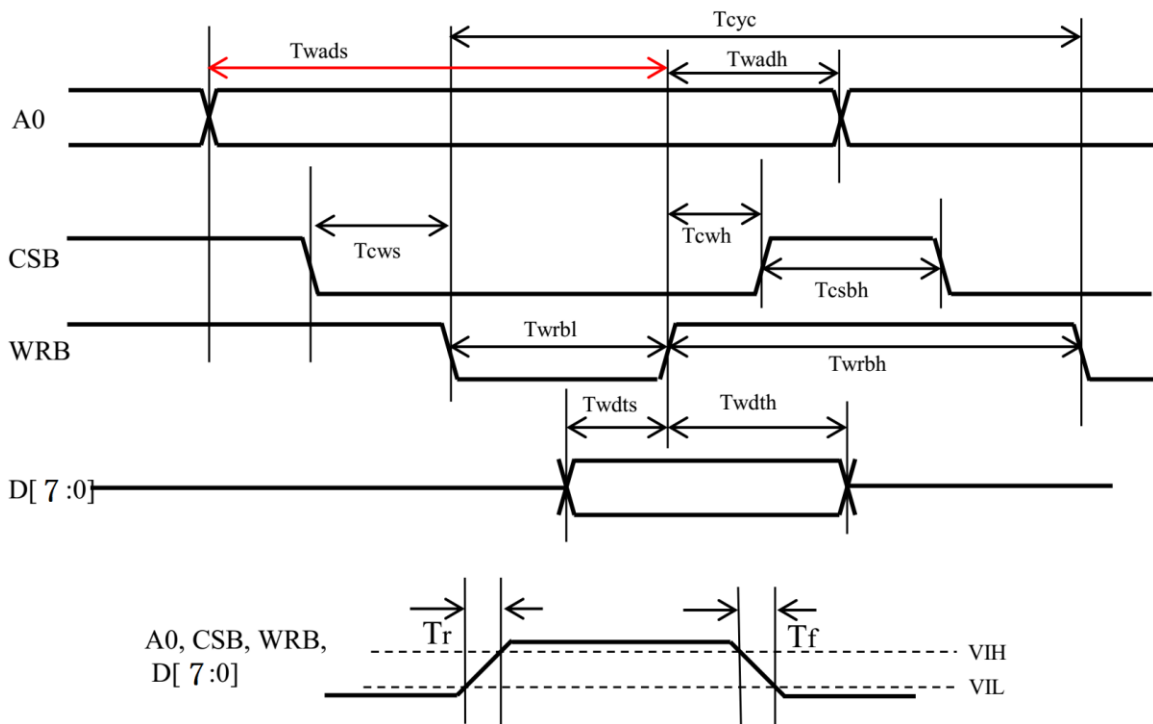 Tcyc
Twads
Twadh
A0
Tcws
Tcwh
CSB
Tcsbh
Twrbl
WRB
Twrbh
Twdts
Twdth
D[ 7 :0]
Tr
Tf
A0, CSB, WRB,
VIH
D[ 7 :0]
VIL